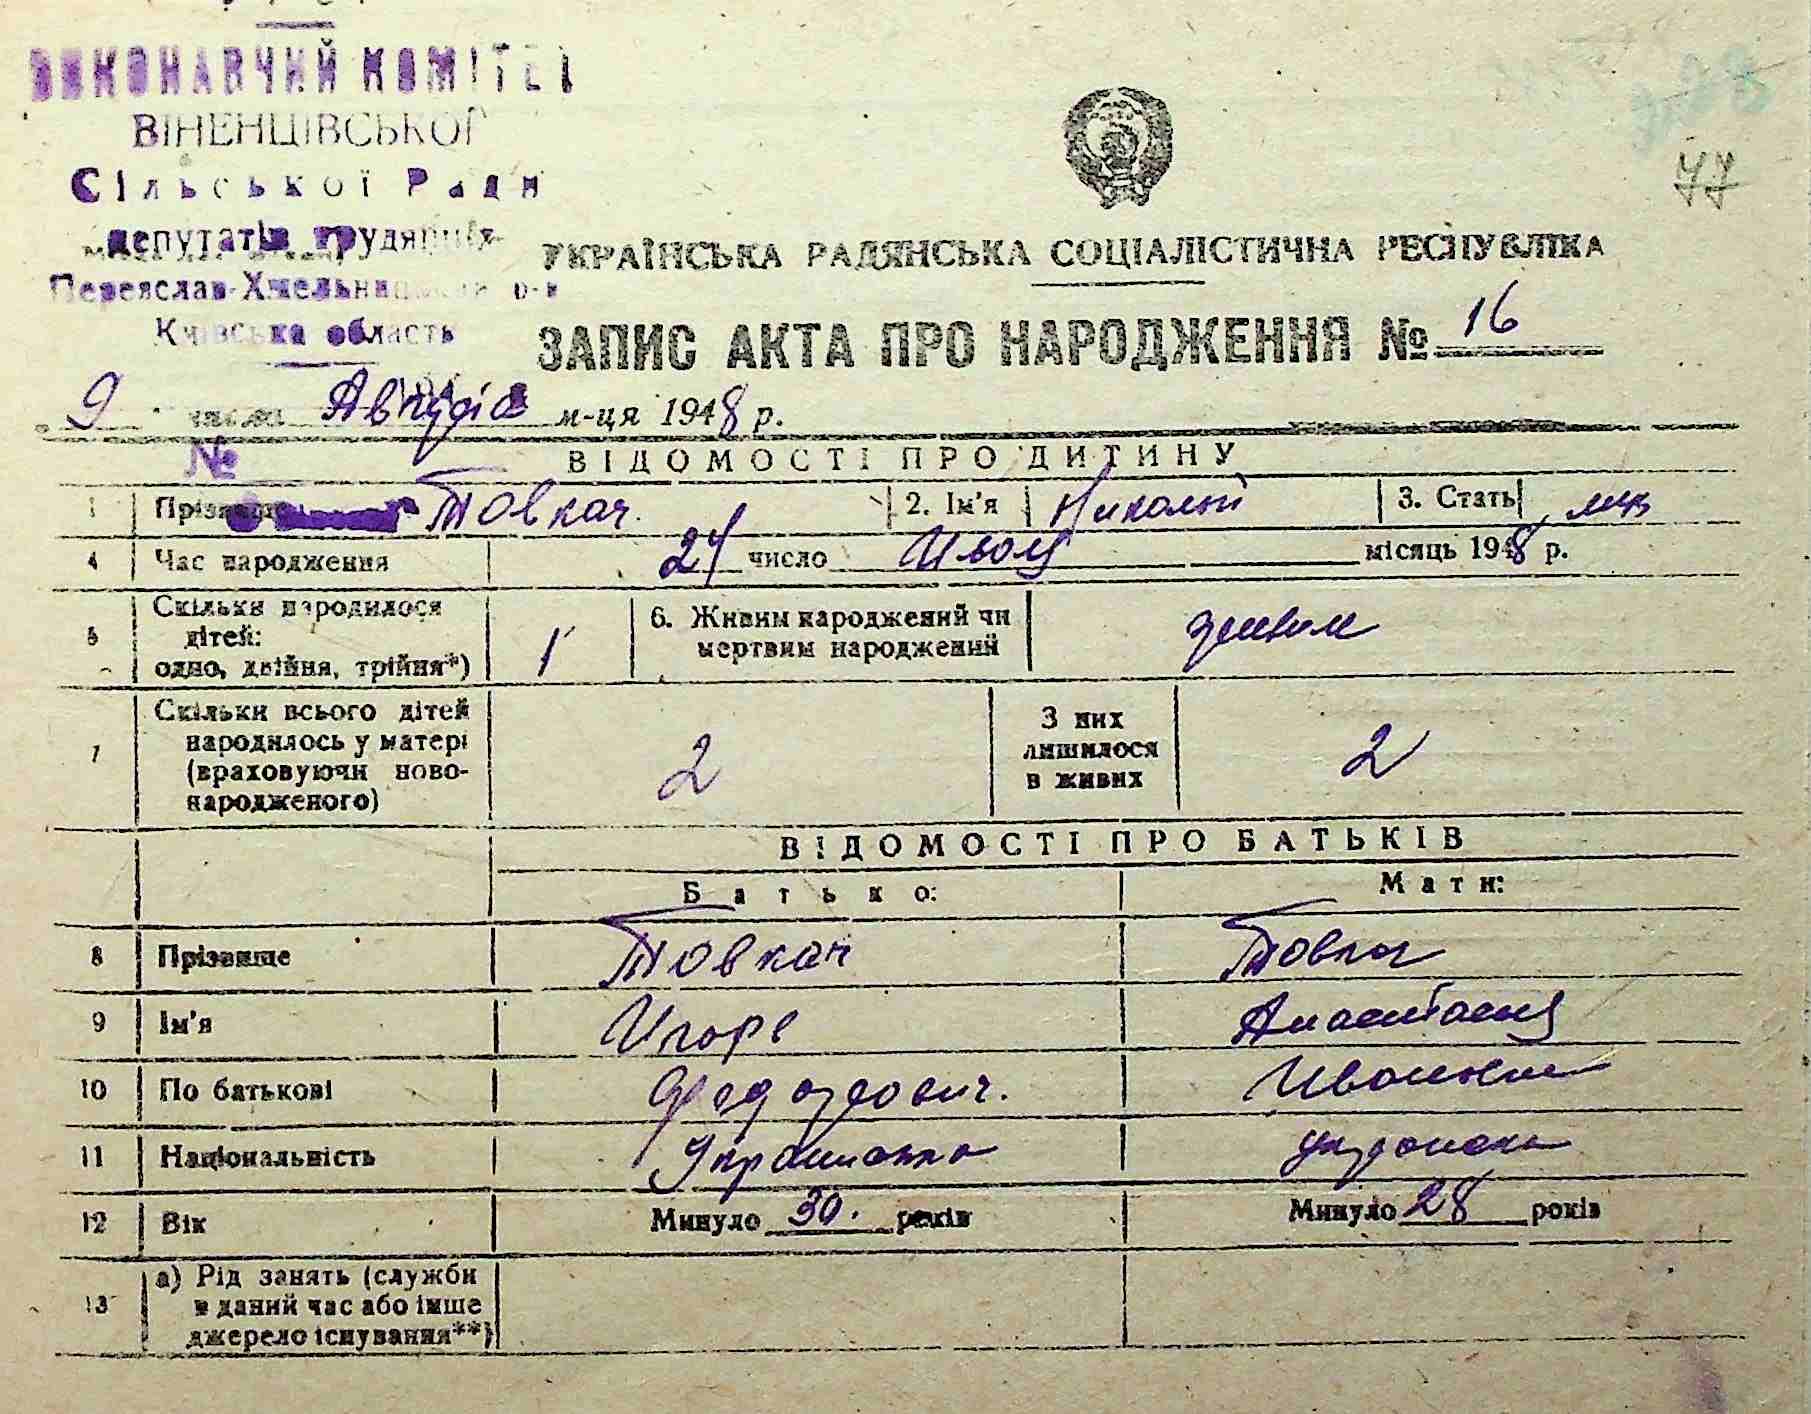 ВИКОНАВЧИЙ КОМІТЕТ
ВІНЕНЦІВСЬКОЇ
Сільської Ради
депутатів трудящих
Переяслав-Хмельницький р-н
Київська область
77
УКРАЇНСЬКА РАДЯНСЬКА СОЦІАЛІСТИЧНА РЕСПУБЛІКА
ЗАПИС АКТА ПРО НАРОДЖЕННЯ № 16
9 числа м-ця 1948 р.
№
ВІДОМОСТІ ПРО ДИТИНУ
1 Прізвище Товкач 2. Ім'я Николай 3. Стать муж
4 Час народження 24 число Июля місяць 1948 р.
5 Скільки народилося дітей: одно, двійня, трійня*) 1 6. Живим народжений чи мертвим народжений живим
7 Скільки всього дітей народилось у матері (враховуючи новонародженого) 2 З них лишилося в живих 2
ВІДОМОСТІ ПРО БАТЬКІВ
Батько: Мати:
8 Прізвище Товкач Товкач
9 Ім'я Игорь Анастасия
10 По батькові Федорович.
11 Національність
12 Вік Минуло 30. років Минуло 28 років
13 а) Рід занять (служби в даний час або інше джерело існування**)